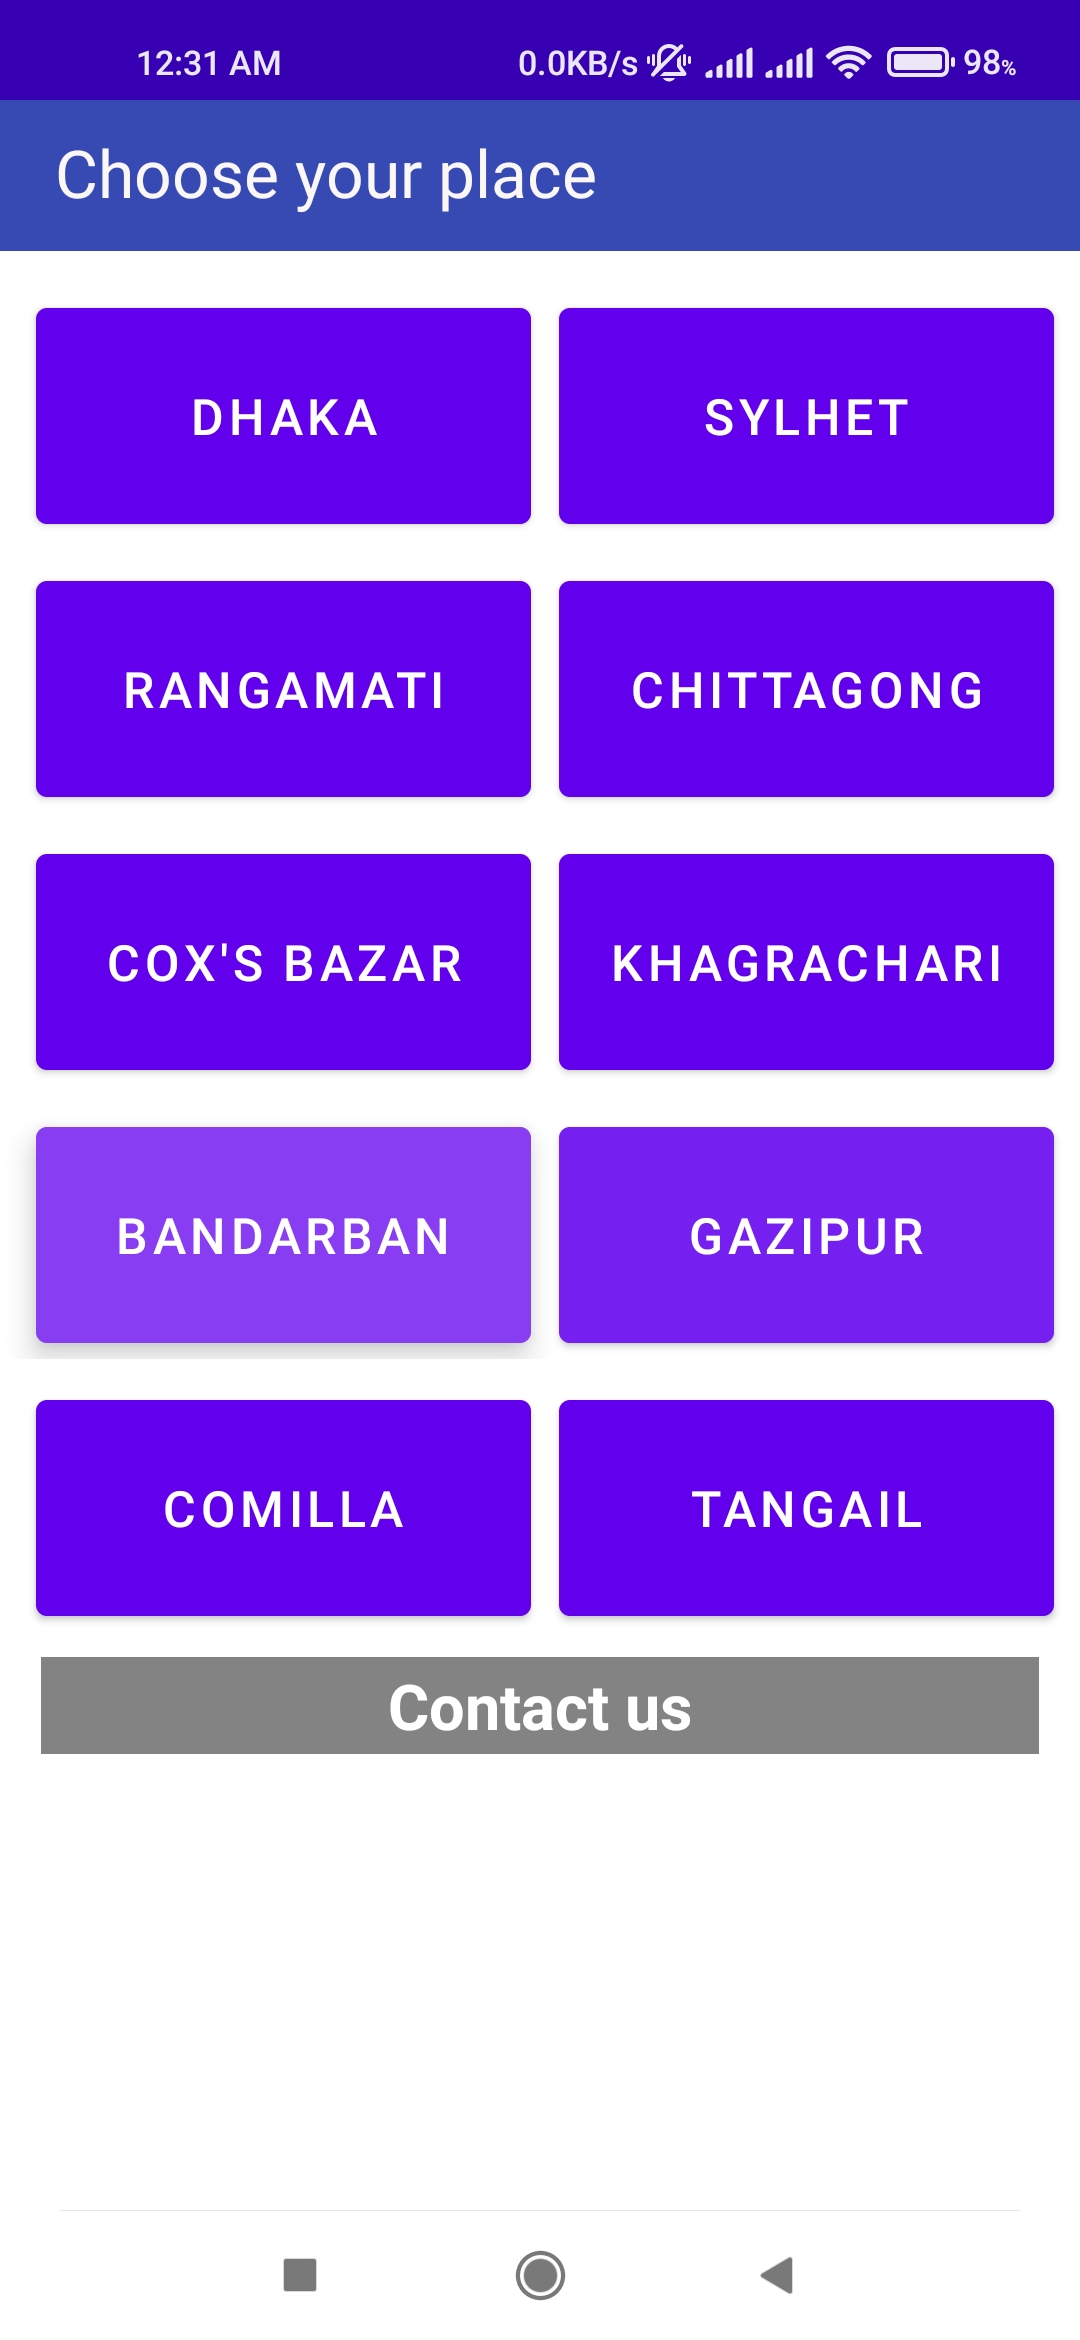 12:31 AM 0.0KB/s 98%
Choose your place
DHAKA SYLHET
RANGAMATI CHITTAGONG
COX'S BAZAR KHAGRACHARI
BANDARBAN GAZIPUR
COMILLA TANGAIL
Contact us